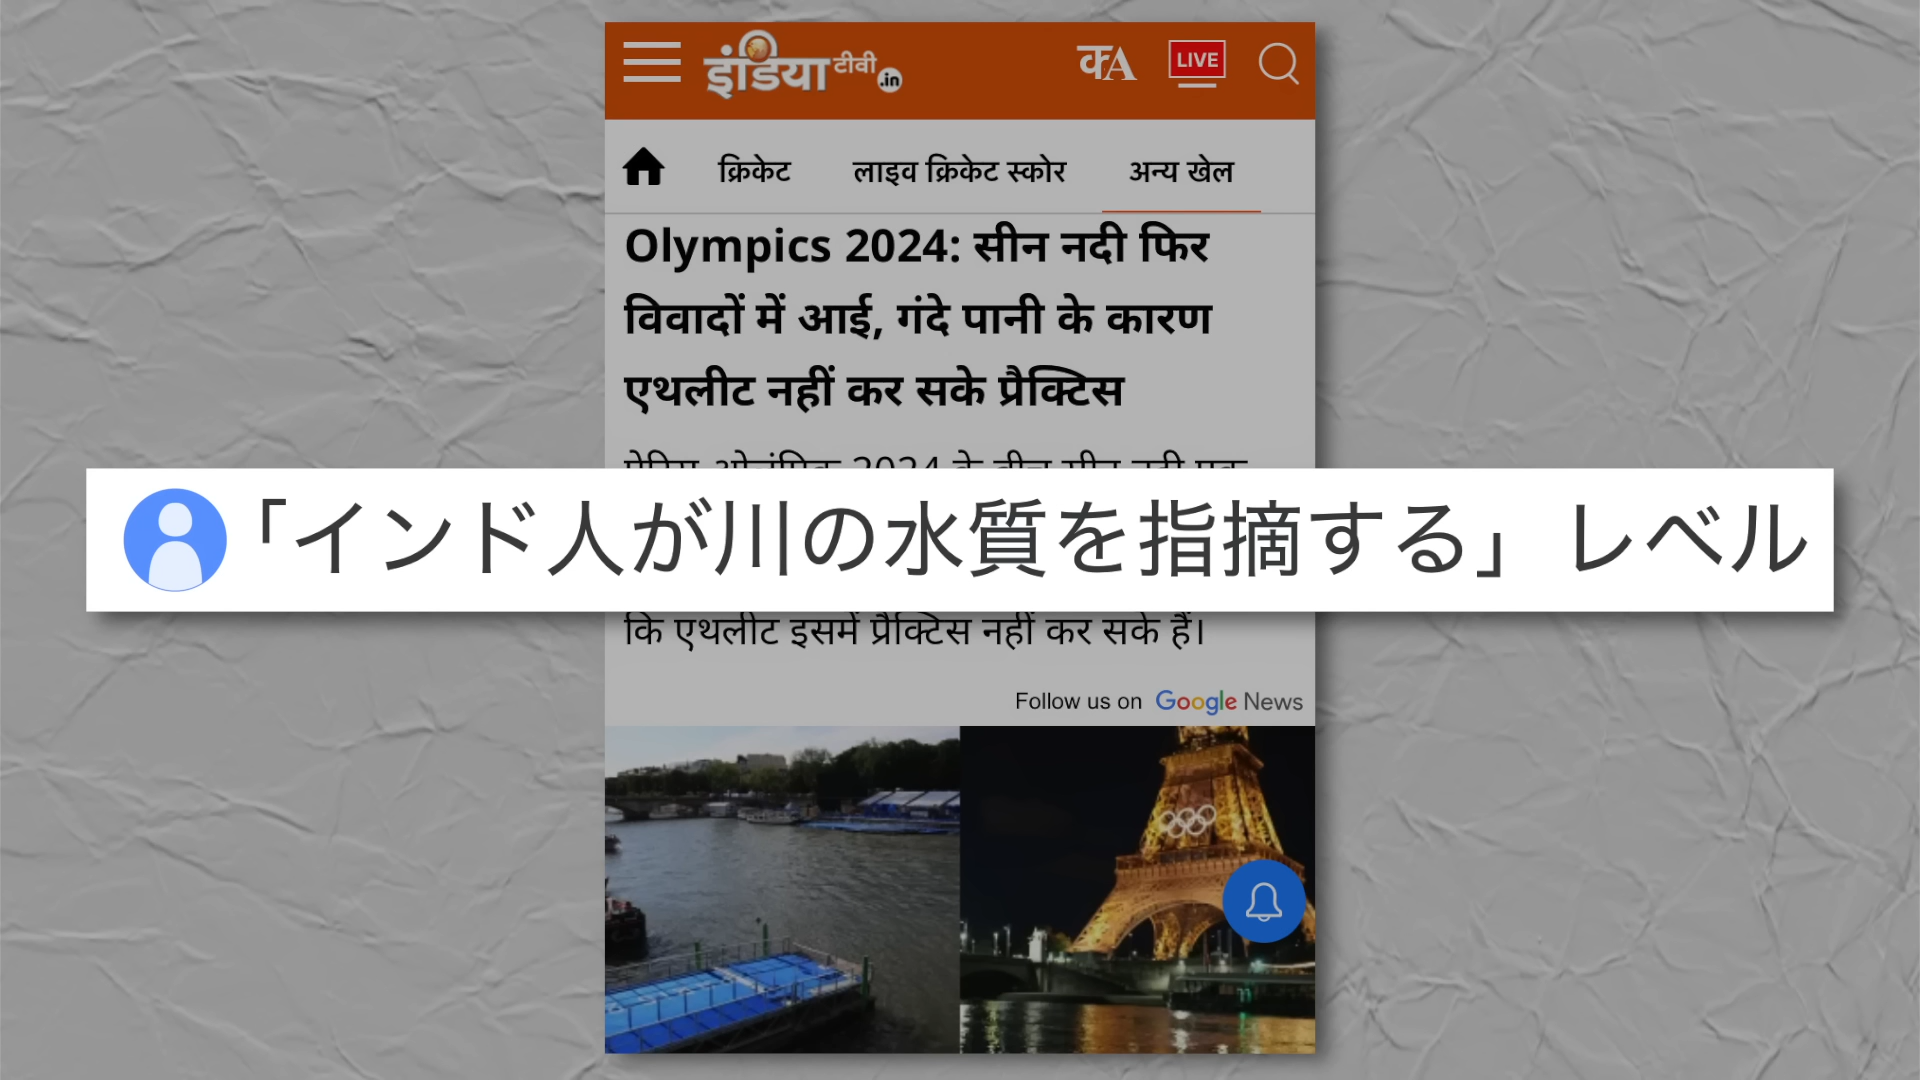 इंडिया टीवी .in
कA
LIVE
क्रिकेट
लाइव क्रिकेट स्कोर
अन्य खेल
Olympics 2024: सीन नदी फिर
विवादों में आई, गंदे पानी के कारण
एथलीट नहीं कर सके प्रैक्टिस
「インド人が川の水質を指摘する」レベル
कि एथलीट इसमें प्रैक्टिस नहीं कर सके हैं।
Follow us on Google News